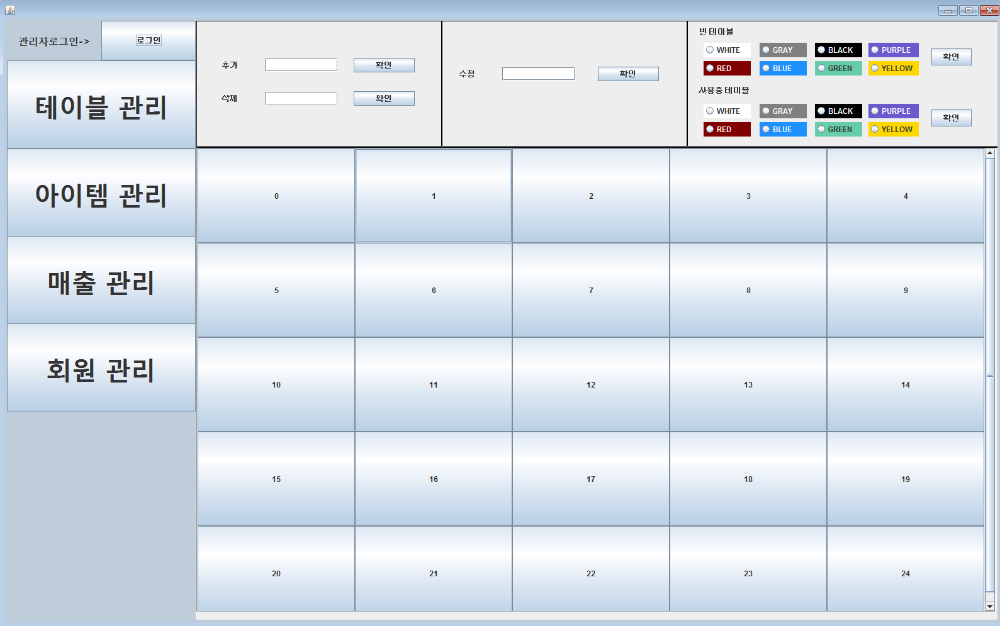 관리자로그인->
로그인
테이블 관리
아이템 관리
매출 관리
회원 관리
추가 확인
삭제 확인
수정 확인
빈 테이블
WHITE GRAY BLACK PURPLE
RED BLUE GREEN YELLOW
확인
사용중 테이블
WHITE GRAY BLACK PURPLE
RED BLUE GREEN YELLOW
확인
0 1 2 3 4
5 6 7 8 9
10 11 12 13 14
15 16 17 18 19
20 21 22 23 24